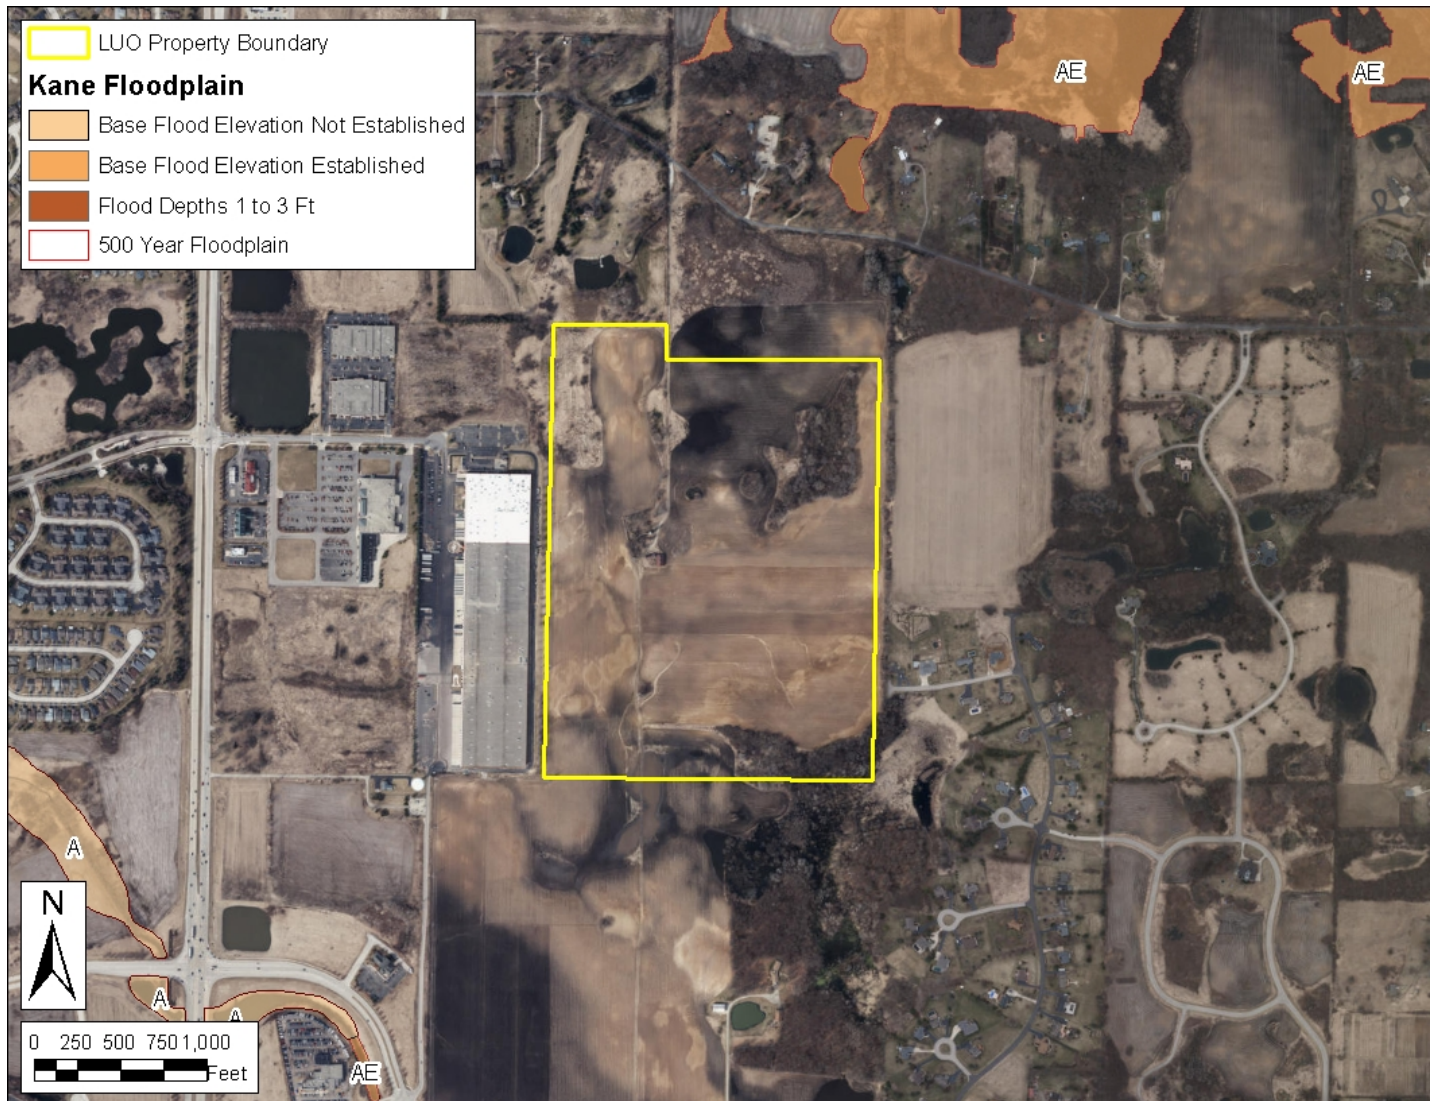 LUO Property Boundary
Kane Floodplain
Base Flood Elevation Not Established
Base Flood Elevation Established
Flood Depths 1 to 3 Ft
500 Year Floodplain
AE
AE
A
N
A
A
0 250 500 750 1,000
Feet
AE